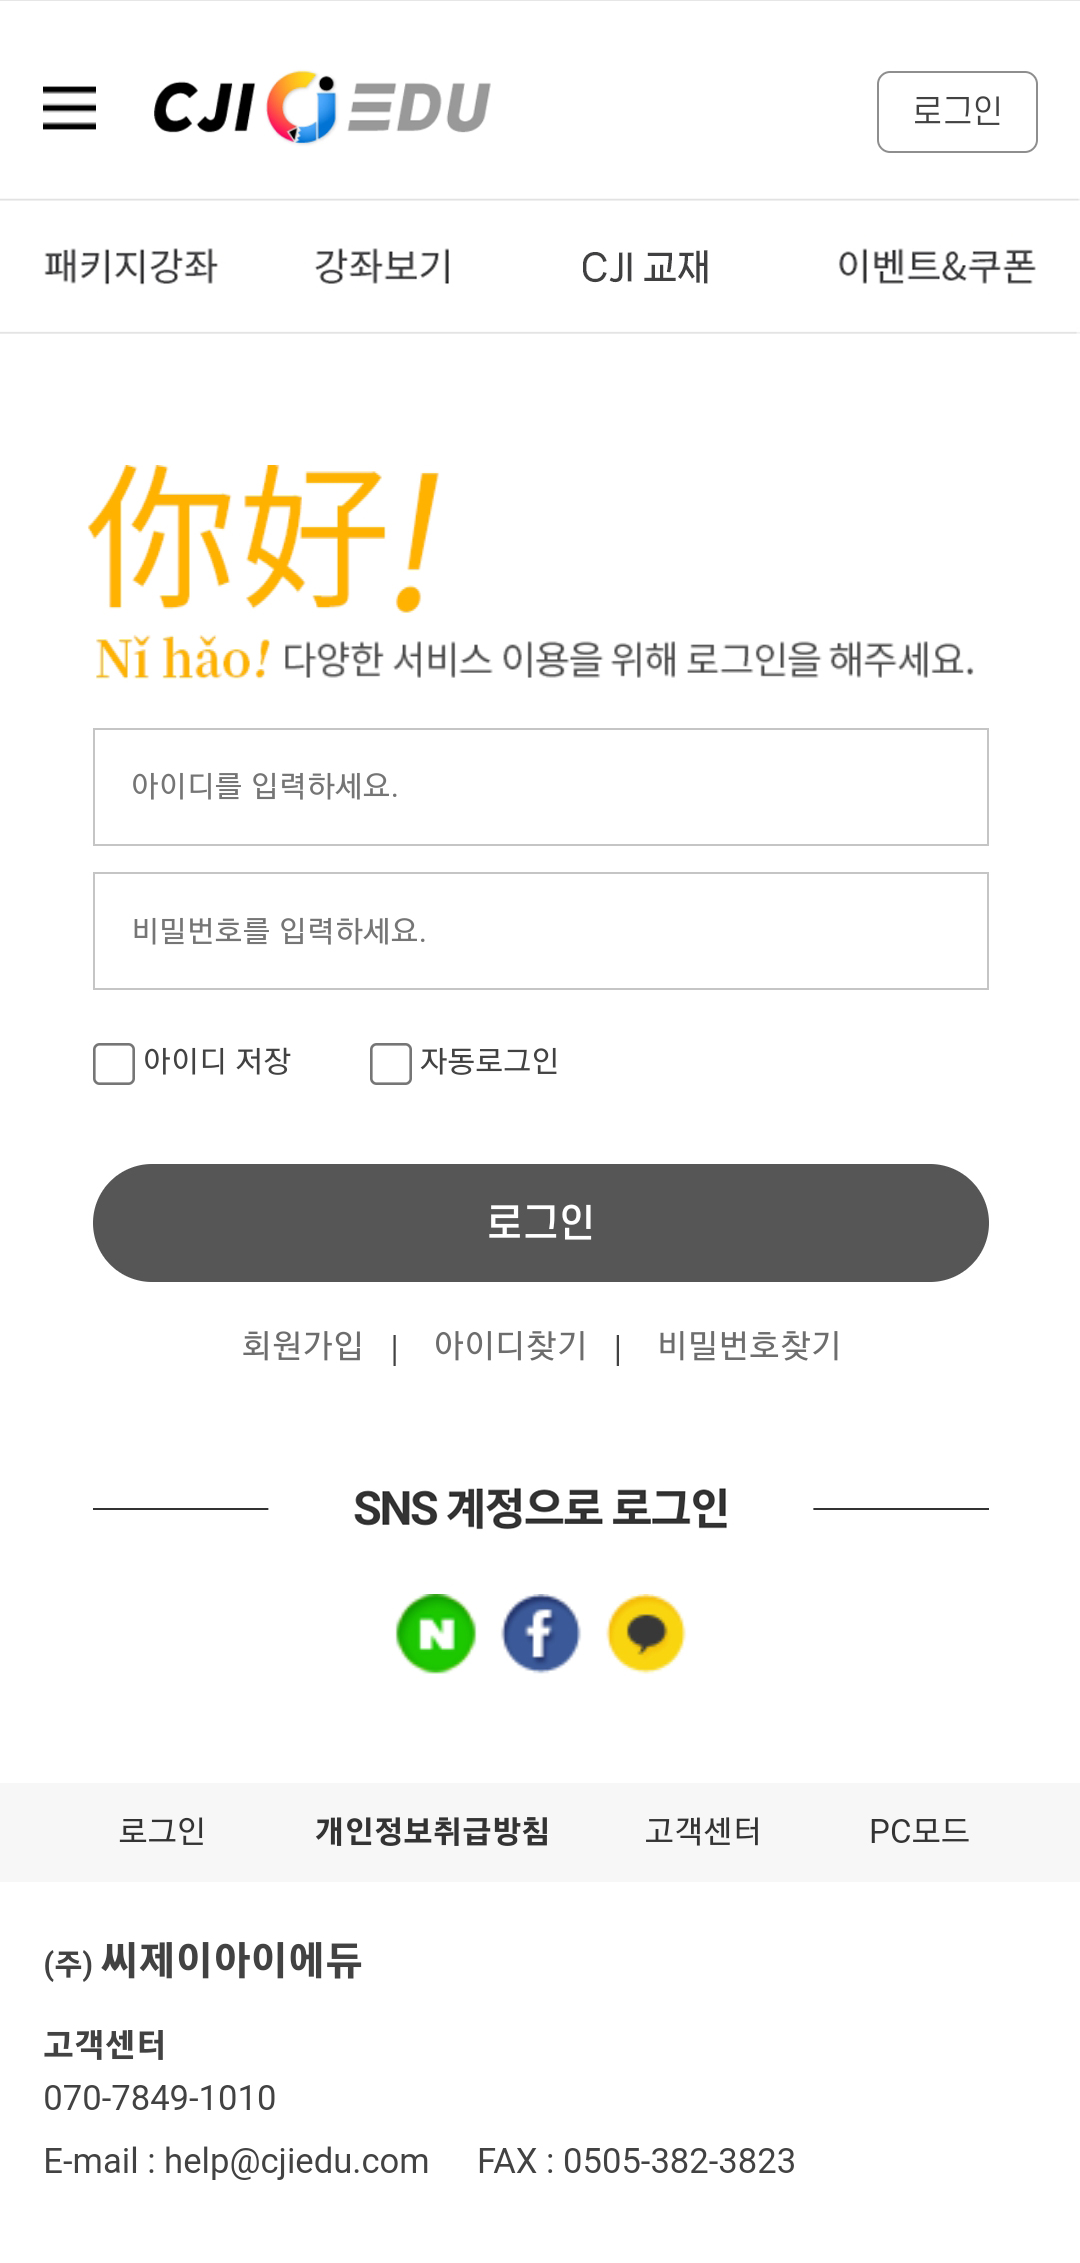 CJI EDU 로그인
패키지강좌 강좌보기 CJI 교재 이벤트&쿠폰
你好!
Nǐ hǎo! 다양한 서비스 이용을 위해 로그인을 해주세요.
아이디를 입력하세요.
비밀번호를 입력하세요.
아이디 저장 자동로그인
로그인
회원가입 | 아이디찾기 | 비밀번호찾기
SNS 계정으로 로그인
로그인 개인정보취급방침 고객센터 PC모드
(주) 씨제이아이에듀
고객센터
070-7849-1010
E-mail : help@cjiedu.com FAX : 0505-382-3823